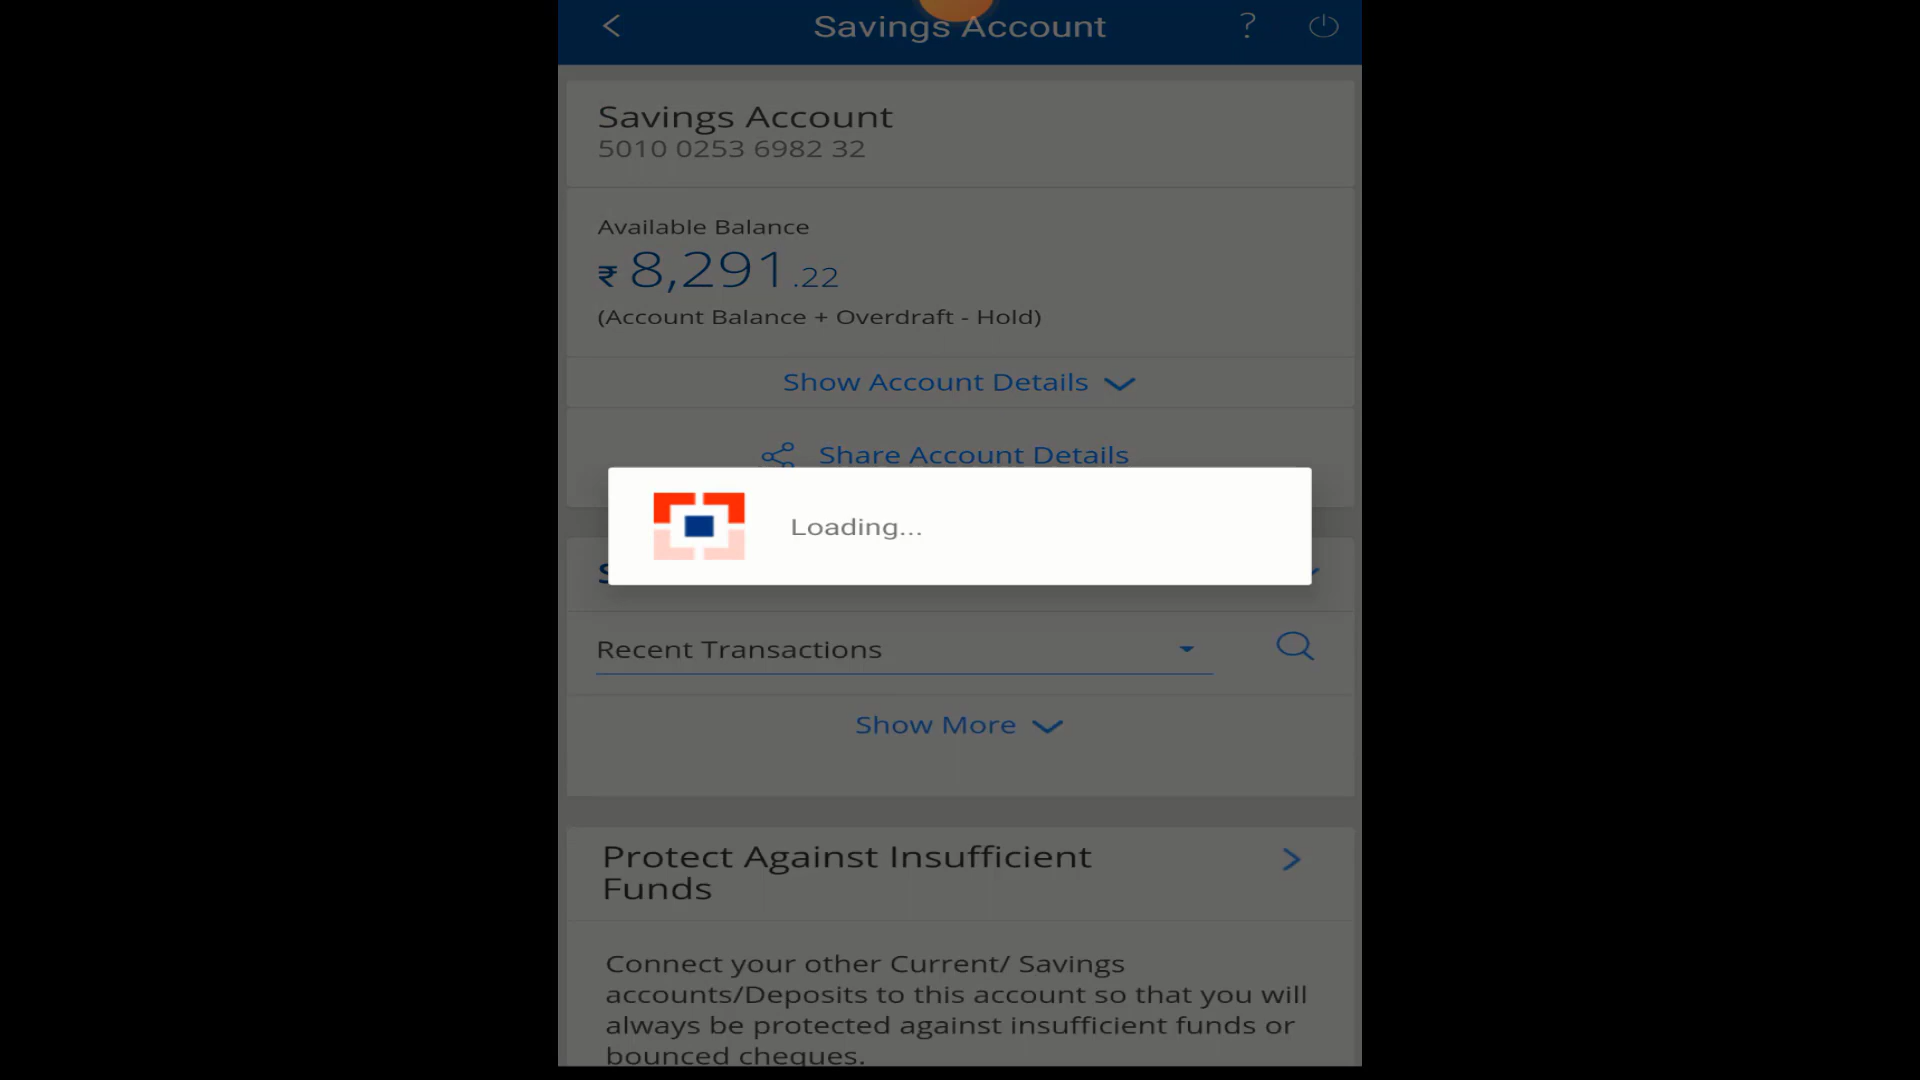 Savings Account
?
Savings Account
5010 0253 6982 32
Available Balance
₹ 8,291.22
(Account Balance + Overdraft - Hold)
Show Account Details
Share Account Details
Loading...
Recent Transactions
Show More
Protect Against Insufficient
Funds
Connect your other Current/ Savings
accounts/Deposits to this account so that you will
always be protected against insufficient funds or
bounced cheques.